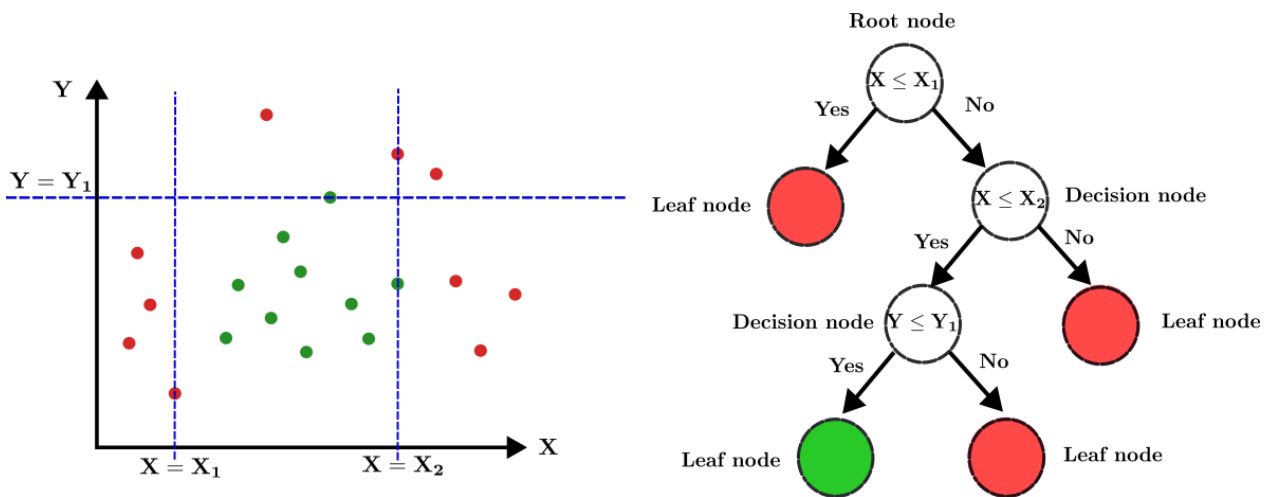 Y
Y = Y₁
X = X₁
X = X₂
X
Root node
X ≤ X₁
Yes
No
Leaf node
X ≤ X₂
Decision node
Yes
No
Decision node
Y ≤ Y₁
Leaf node
Yes
No
Leaf node
Leaf node